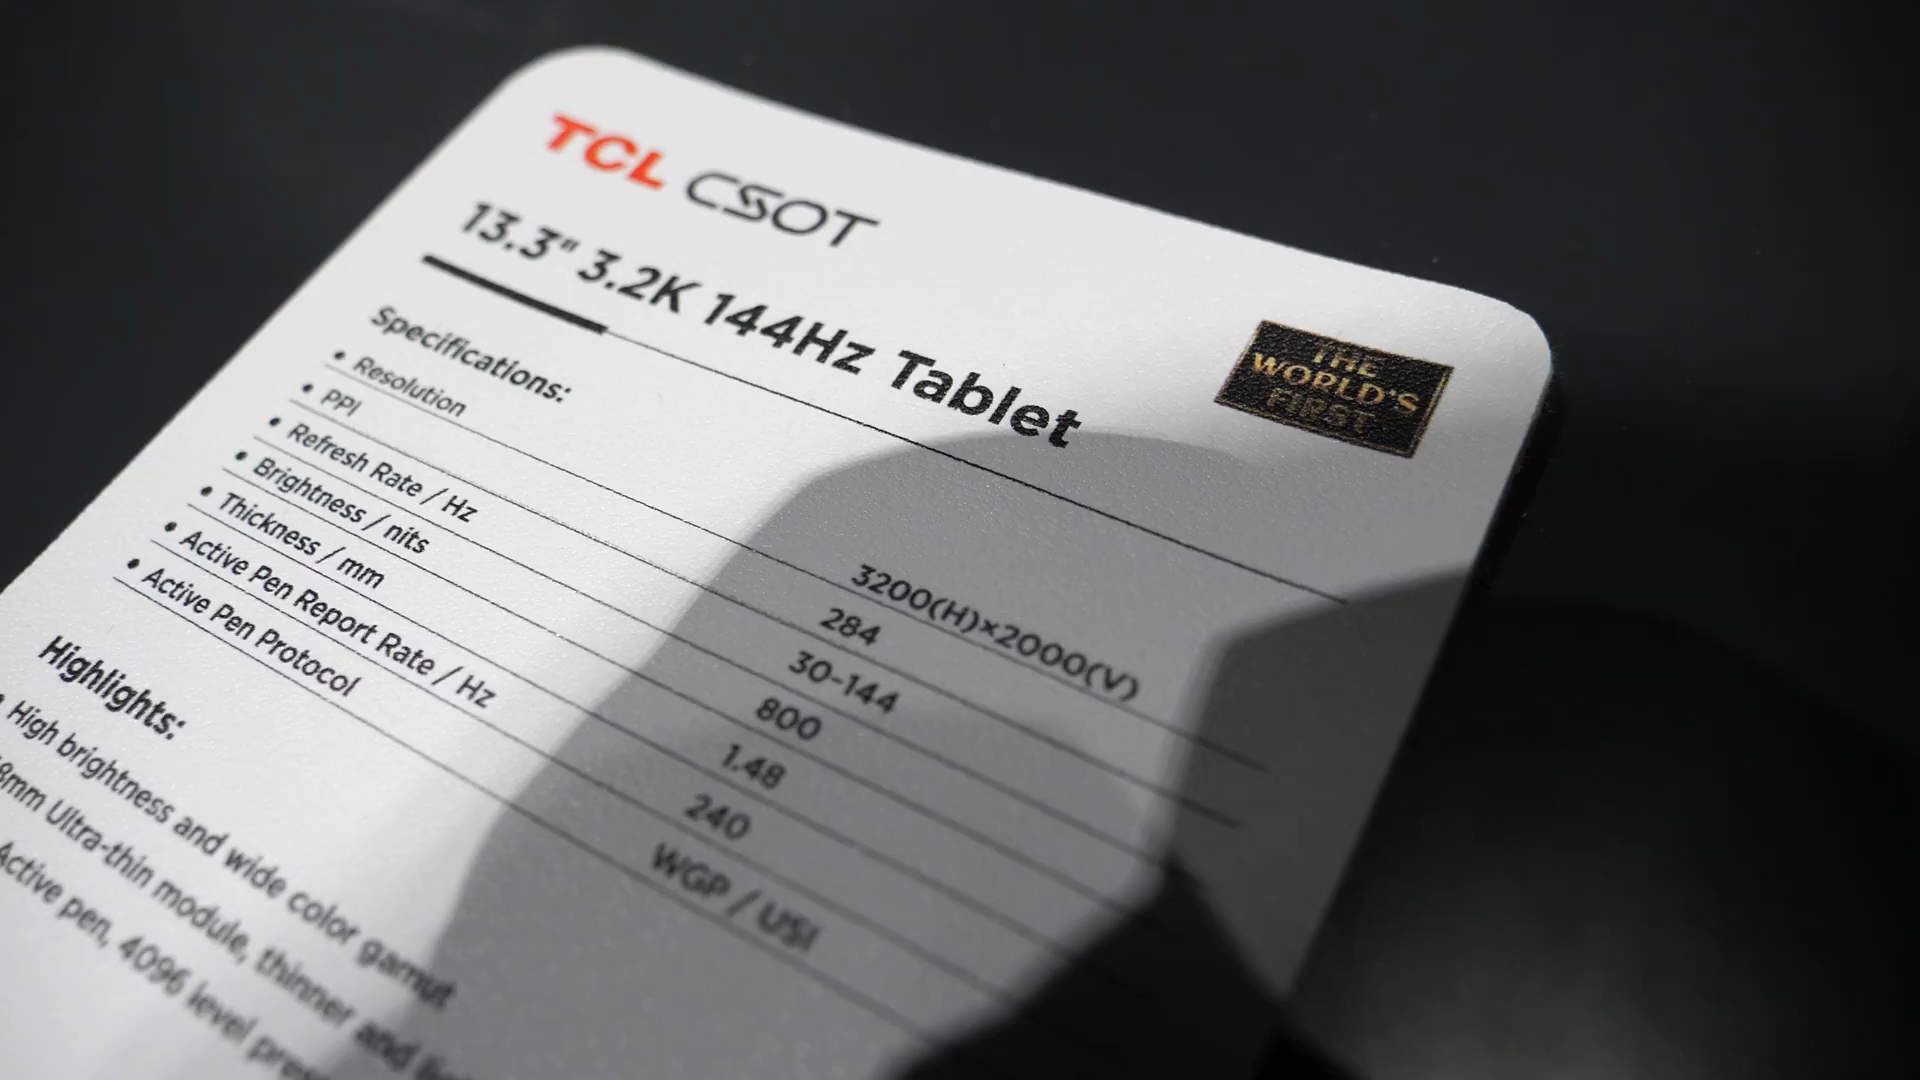 TCL CSOT
13.3" 3.2K 144Hz Tablet
THE
WORLD'S
FIRST
Specifications:
• Resolution 3200(H)×2000(V)
• PPI 284
• Refresh Rate / Hz 30-144
• Brightness / nits 800
• Thickness / mm 1.48
• Active Pen Report Rate / Hz 240
• Active Pen Protocol WGP / USI
Highlights:
• High brightness and wide color gamut
8mm Ultra-thin module, thinner and
Active pen, 4096 level